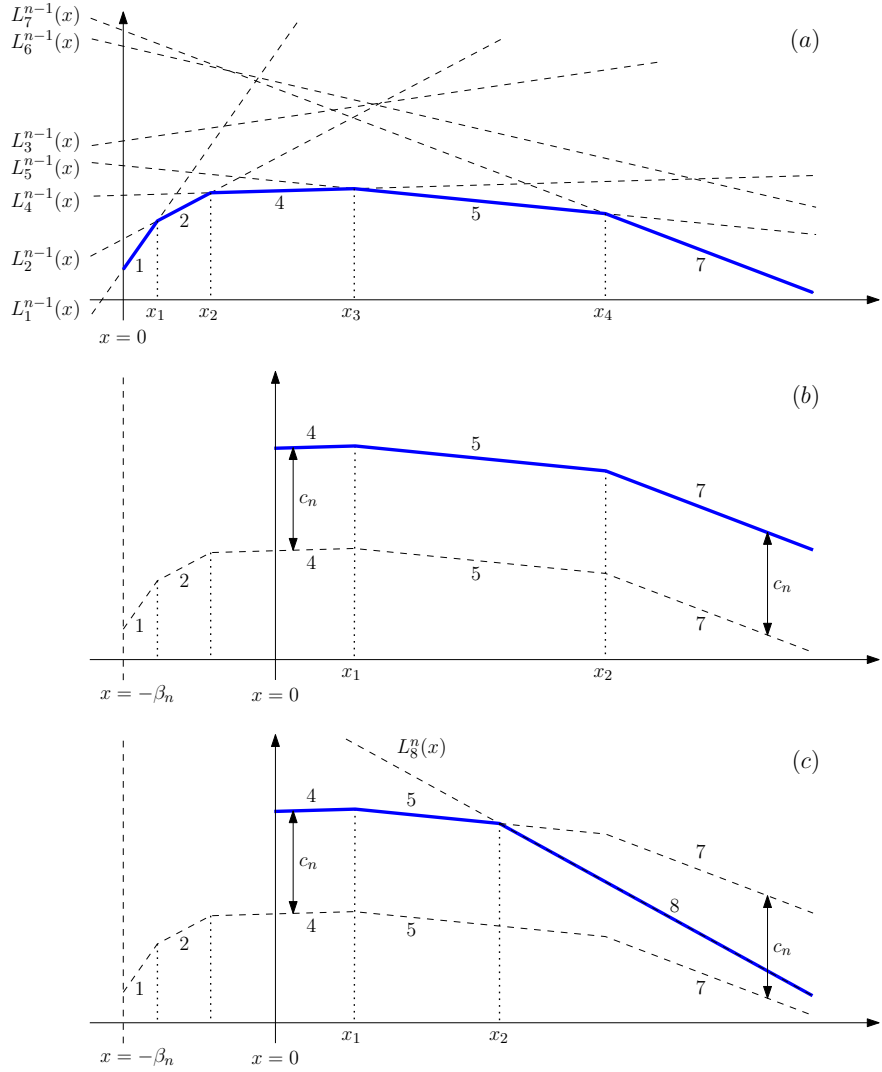 L_7^{n-1}(x)
L_6^{n-1}(x)
(a)
L_3^{n-1}(x)
L_5^{n-1}(x)
L_4^{n-1}(x)
L_2^{n-1}(x)
L_1^{n-1}(x)
1
2
4
5
7
x_1
x_2
x_3
x_4
x = 0
(b)
4
5
7
c_n
c_n
1
2
4
5
7
x_1
x_2
x = −β_n
x = 0
(c)
L_8^n(x)
4
5
7
c_n
8
c_n
1
2
4
5
7
x_1
x_2
x = −β_n
x = 0